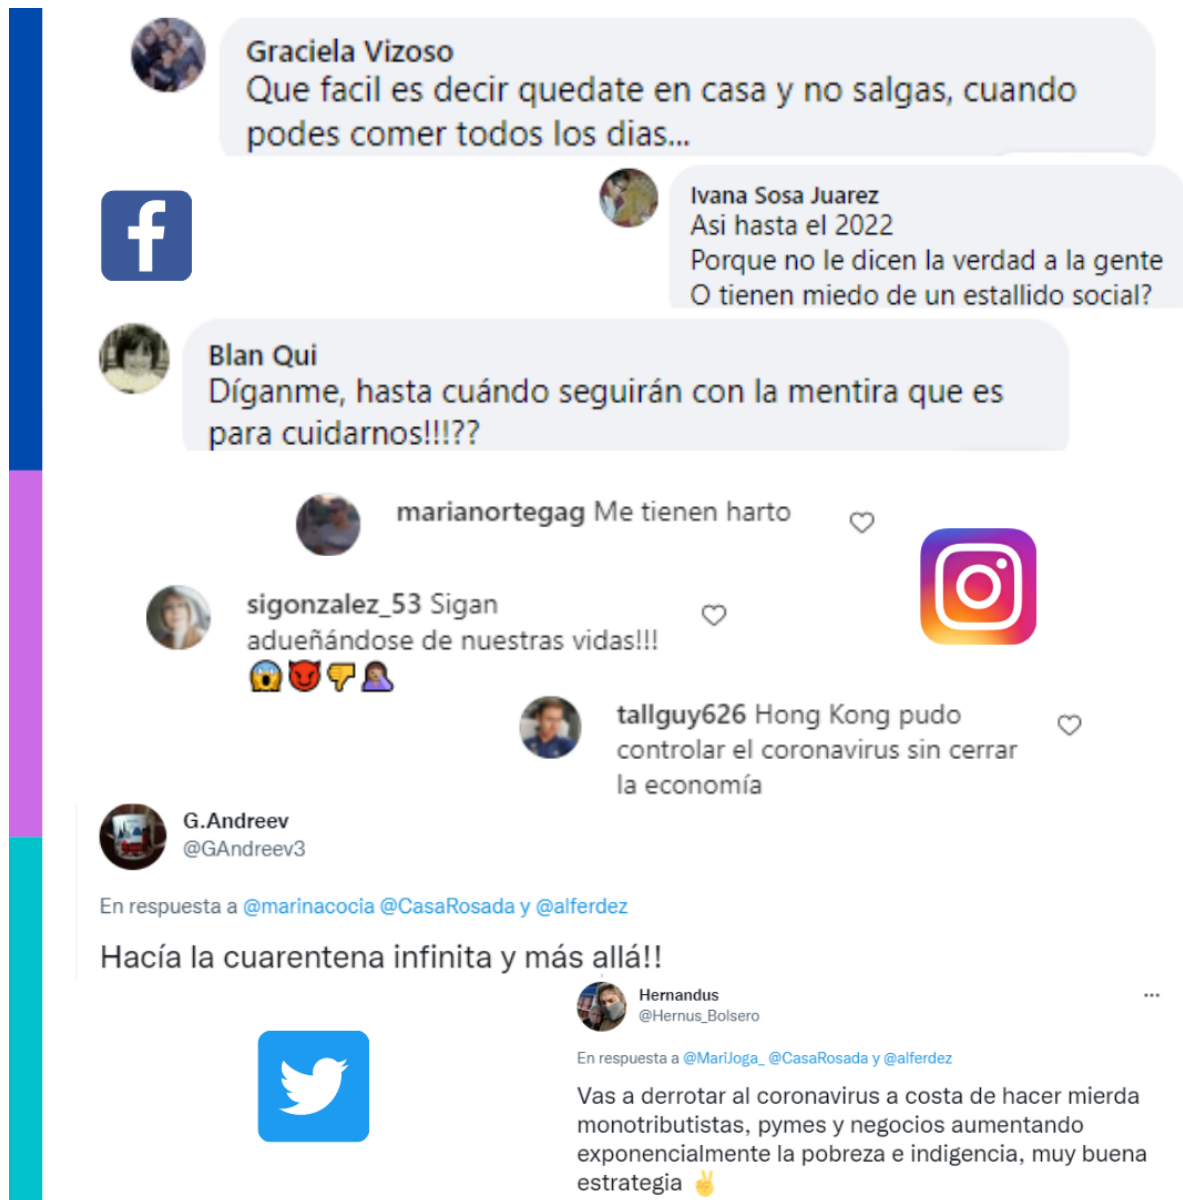 Graciela Vizoso
Que facil es decir quedate en casa y no salgas, cuando
podes comer todos los dias...
Ivana Sosa Juarez
Asi hasta el 2022
Porque no le dicen la verdad a la gente
O tienen miedo de un estallido social?
Blan Qui
Díganme, hasta cuándo seguirán con la mentira que es
para cuidarnos!!!??
marianortegag Me tienen harto
sigonzalez_53 Sigan
adueñándose de nuestras vidas!!!
😱😈👎🤦
tallguy626 Hong Kong pudo
controlar el coronavirus sin cerrar
la economía
G.Andreev
@GAndreev3
En respuesta a @marinacocia @CasaRosada y @alferdez
Hacía la cuarentena infinita y más allá!!
Hernandus
@Hernus_Bolsero
En respuesta a @MariJoga_ @CasaRosada y @alferdez
Vas a derrotar al coronavirus a costa de hacer mierda
monotributistas, pymes y negocios aumentando
exponencialmente la pobreza e indigencia, muy buena
estrategia ✌️